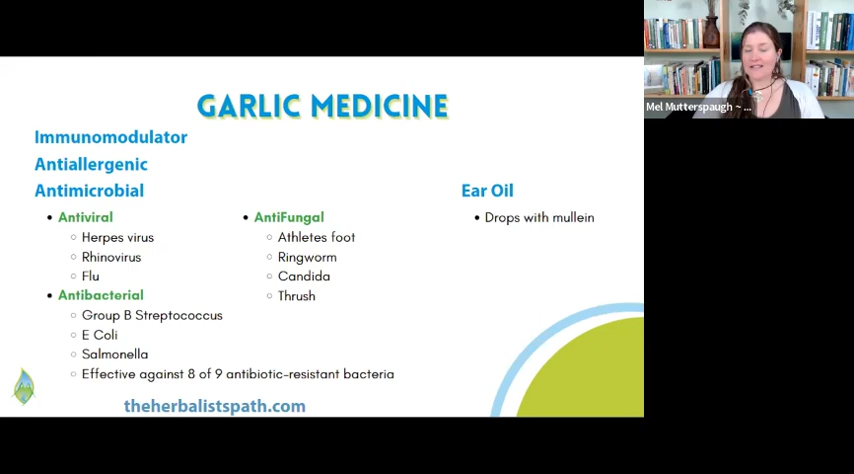 GARLIC MEDICINE
Immunomodulator
Antiallergenic
Antimicrobial
Antiviral
Herpes virus
Rhinovirus
Flu
Antibacterial
Group B Streptococcus
E Coli
Salmonella
Effective against 8 of 9 antibiotic-resistant bacteria
AntiFungal
Athletes foot
Ringworm
Candida
Thrush
Ear Oil
Drops with mullein
theherbalistspath.com
Mel Mutterspaugh ~ ...